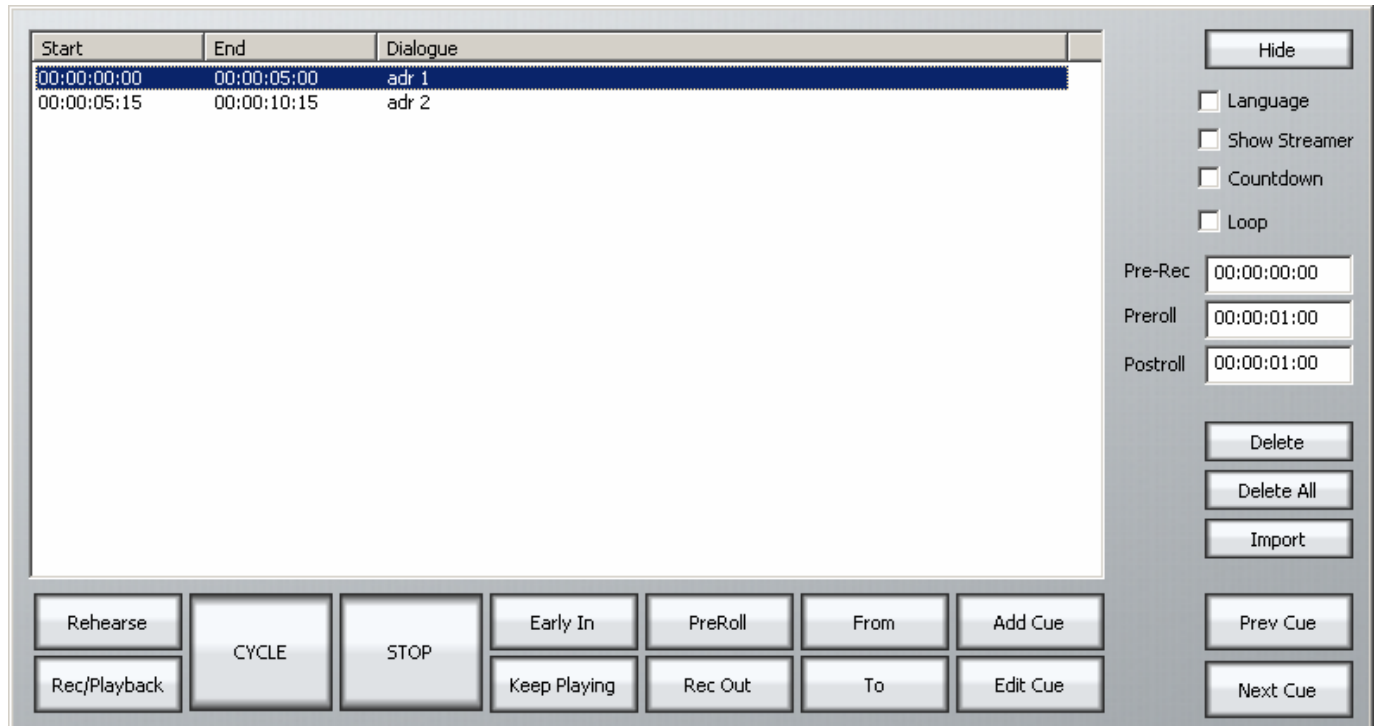 Start End Dialogue
00:00:00:00 00:00:05:00 adr 1
00:00:05:15 00:00:10:15 adr 2
Hide
Language
Show Streamer
Countdown
Loop
Pre-Rec 00:00:00:00
Preroll 00:00:01:00
Postroll 00:00:01:00
Delete
Delete All
Import
Rehearse CYCLE STOP Early In PreRoll From Add Cue Prev Cue
Rec/Playback Keep Playing Rec Out To Edit Cue Next Cue